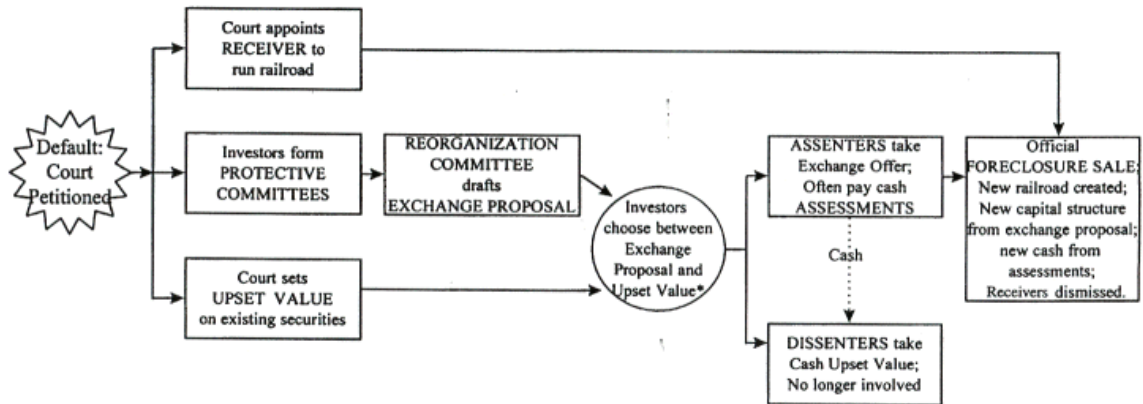 Default:
Court
Petitioned
Court appoints
RECEIVER to
run railroad
Investors form
PROTECTIVE
COMMITTEES
Court sets
UPSET VALUE
on existing securities
REORGANIZATION
COMMITTEE
drafts
EXCHANGE PROPOSAL
Investors
choose between
Exchange
Proposal and
Upset Value*
ASSENTERS take
Exchange Offer;
Often pay cash
ASSESSMENTS
Cash
DISSENTERS take
Cash Upset Value;
No longer involved
Official
FORECLOSURE SALE;
New railroad created;
New capital structure
from exchange proposal;
new cash from
assessments;
Receivers dismissed.